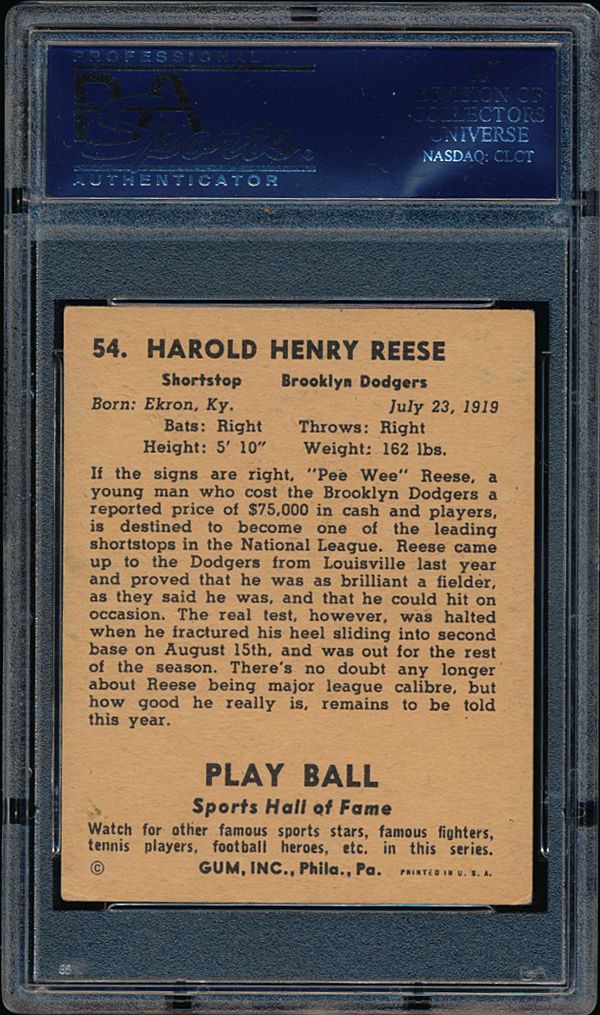 PROFESSIONAL
PSA
Sports
AUTHENTICATOR
A
DIVISION OF
COLLECTORS
UNIVERSE
NASDAQ: CLCT
54. HAROLD HENRY REESE
Shortstop Brooklyn Dodgers
Born: Ekron, Ky. July 23, 1919
Bats: Right Throws: Right
Height: 5' 10" Weight: 162 lbs.
If the signs are right, "Pee Wee" Reese, a
young man who cost the Brooklyn Dodgers a
reported price of $75,000 in cash and players,
is destined to become one of the leading
shortstops in the National League. Reese came
up to the Dodgers from Louisville last year
and proved that he was as brilliant a fielder,
as they said he was, and that he could hit on
occasion. The real test, however, was halted
when he fractured his heel sliding into second
base on August 15th, and was out for the rest
of the season. There's no doubt any longer
about Reese being major league calibre, but
how good he really is, remains to be told
this year.
PLAY BALL
Sports Hall of Fame
Watch for other famous sports stars, famous fighters,
tennis players, football heroes, etc. in this series.
© GUM, INC., Phila., Pa. PRINTED IN U. S. A.